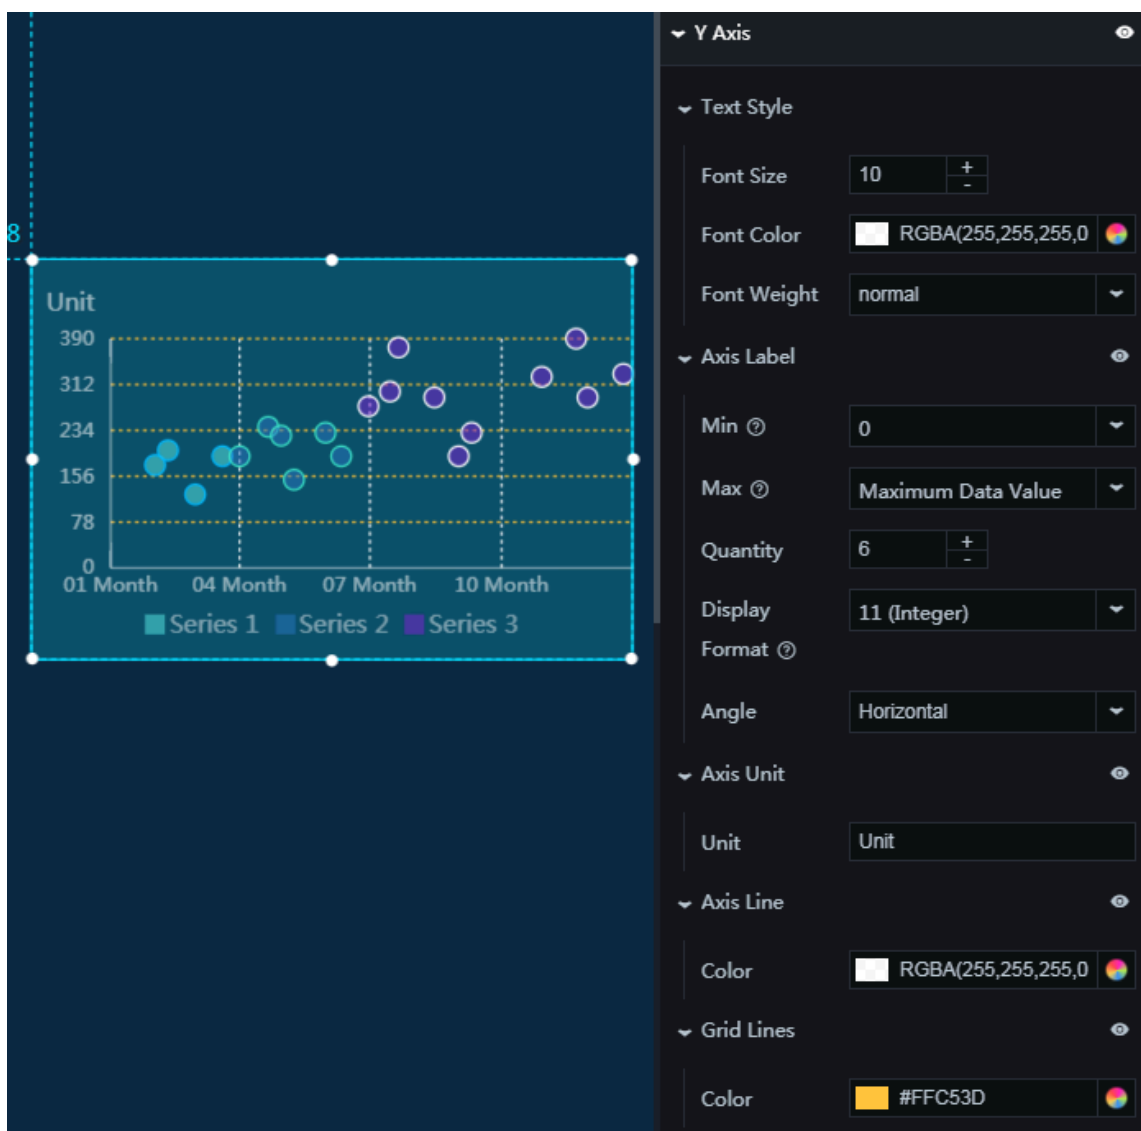 8
Unit
390
312
234
156
78
0
01 Month 04 Month 07 Month 10 Month
Series 1 Series 2 Series 3
Y Axis
Text Style
Font Size 10 + -
Font Color RGBA(255,255,255,0
Font Weight normal
Axis Label
Min ? 0
Max ? Maximum Data Value
Quantity 6 + -
Display 11 (Integer)
Format ?
Angle Horizontal
Axis Unit
Unit Unit
Axis Line
Color RGBA(255,255,255,0
Grid Lines
Color #FFC53D